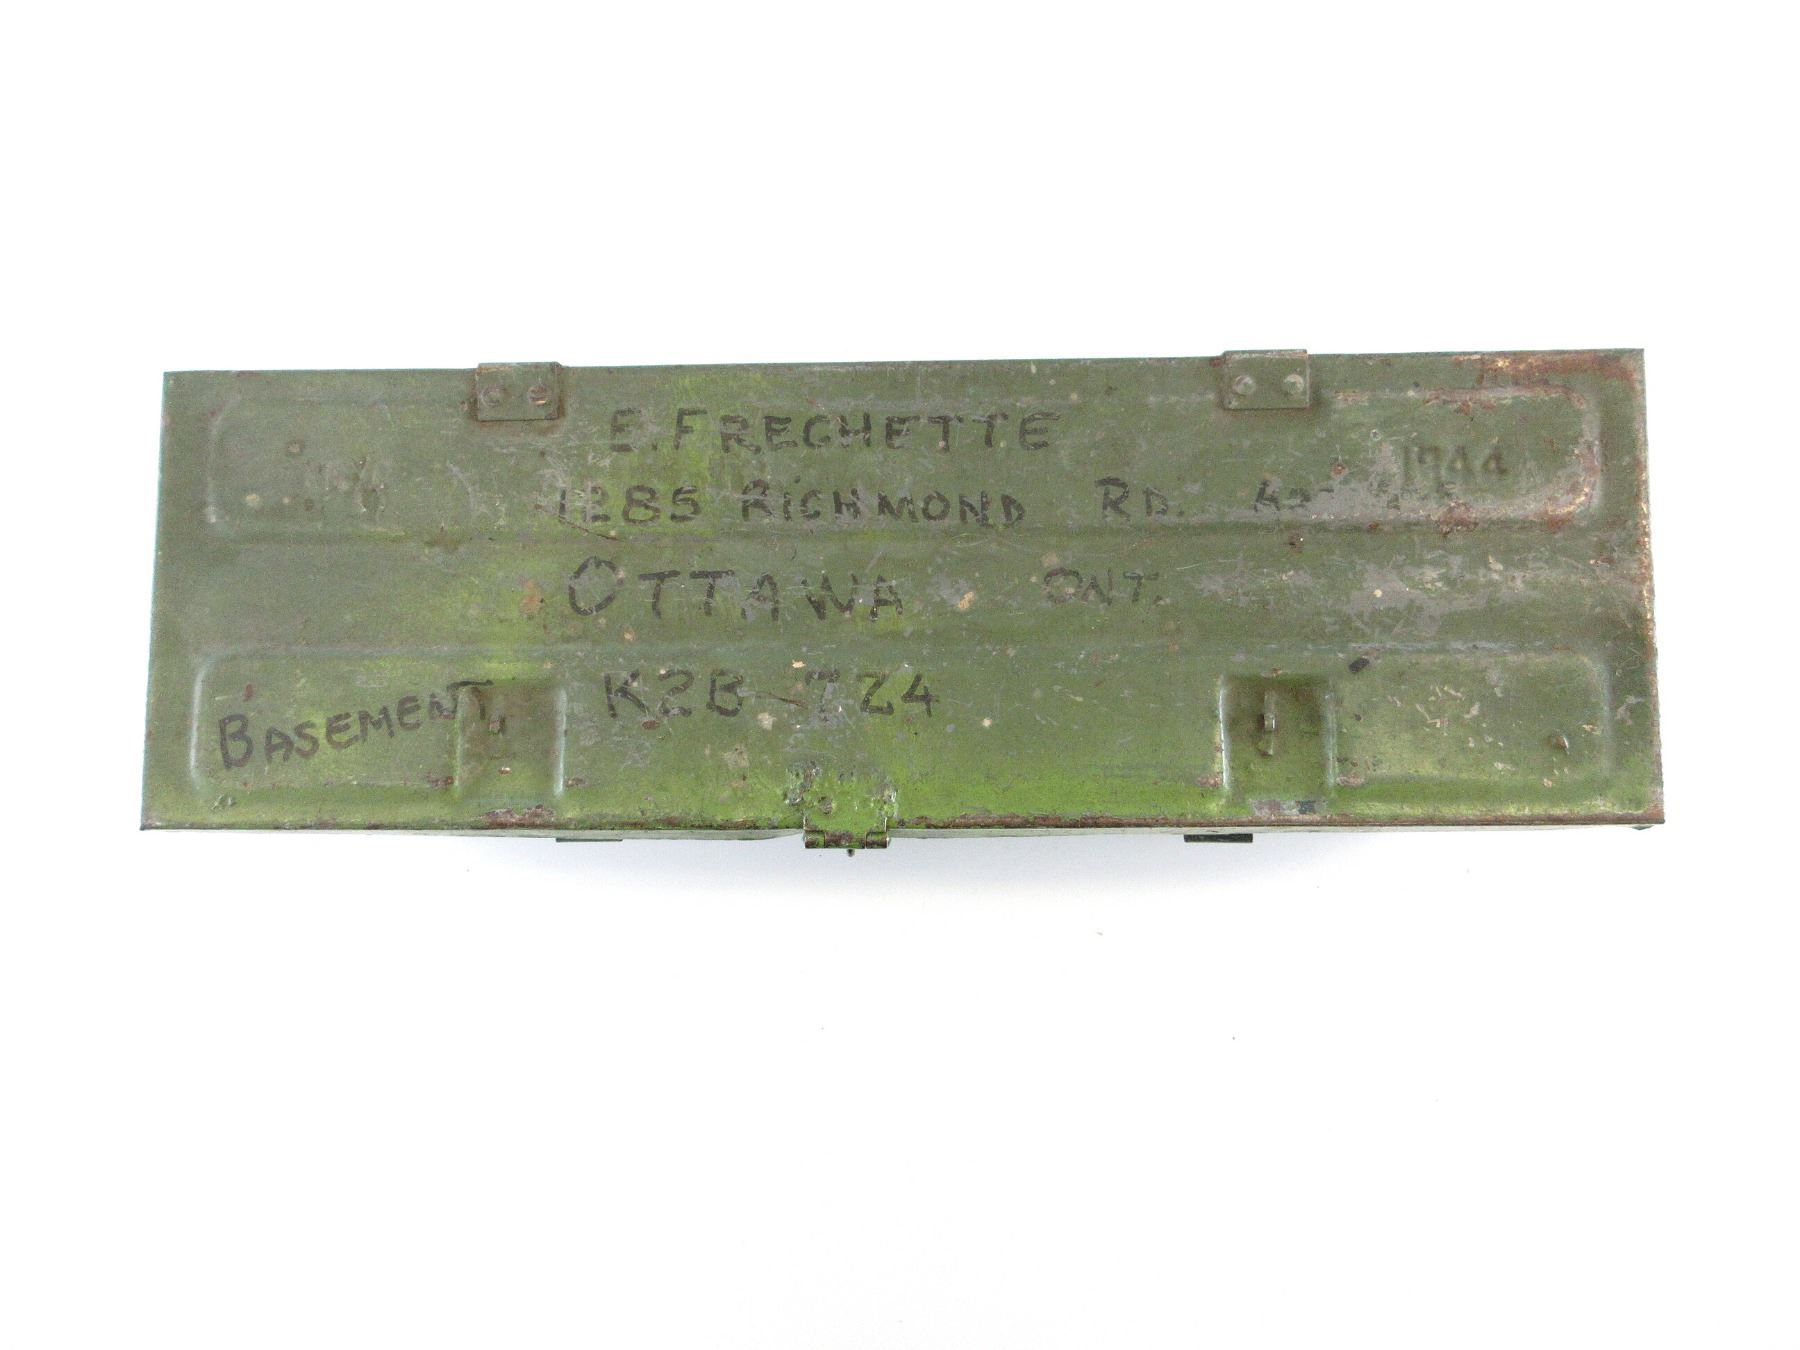 E. FRECHETTE
1944
1285 RICHMOND RD.
OTTAWA ONT.
BASEMENT K2B-7Z4